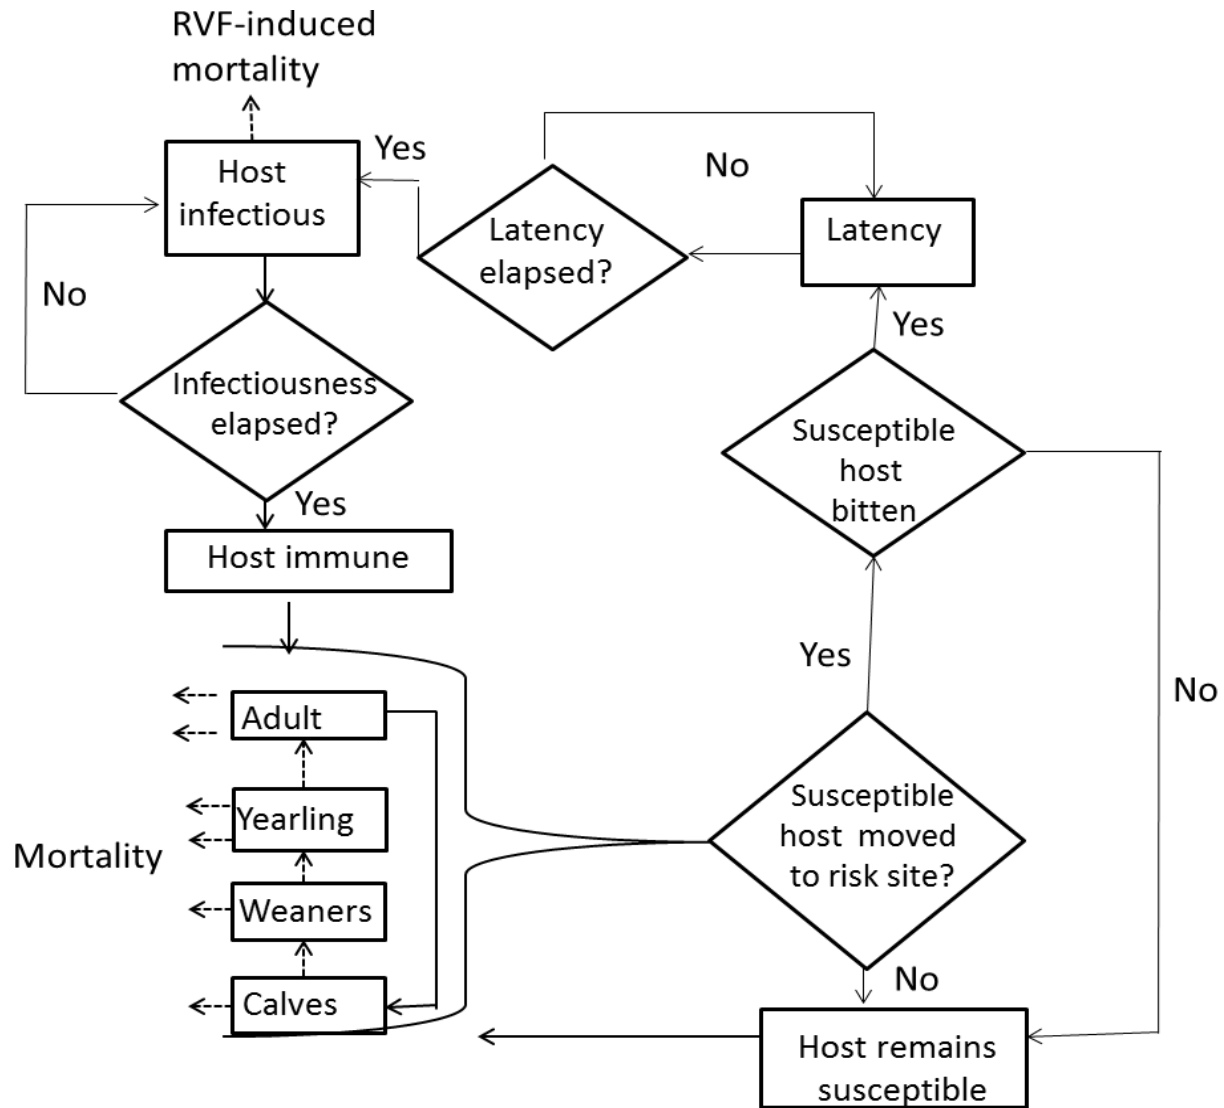 RVF-induced
mortality
Host
infectious
Yes
No
Latency
elapsed?
Latency
No
Yes
Infectiousness
elapsed?
Susceptible
host
bitten
Yes
Host immune
Yes
No
Adult
Yearling
Mortality
Weaners
Calves
Susceptible
host moved
to risk site?
No
Host remains
susceptible